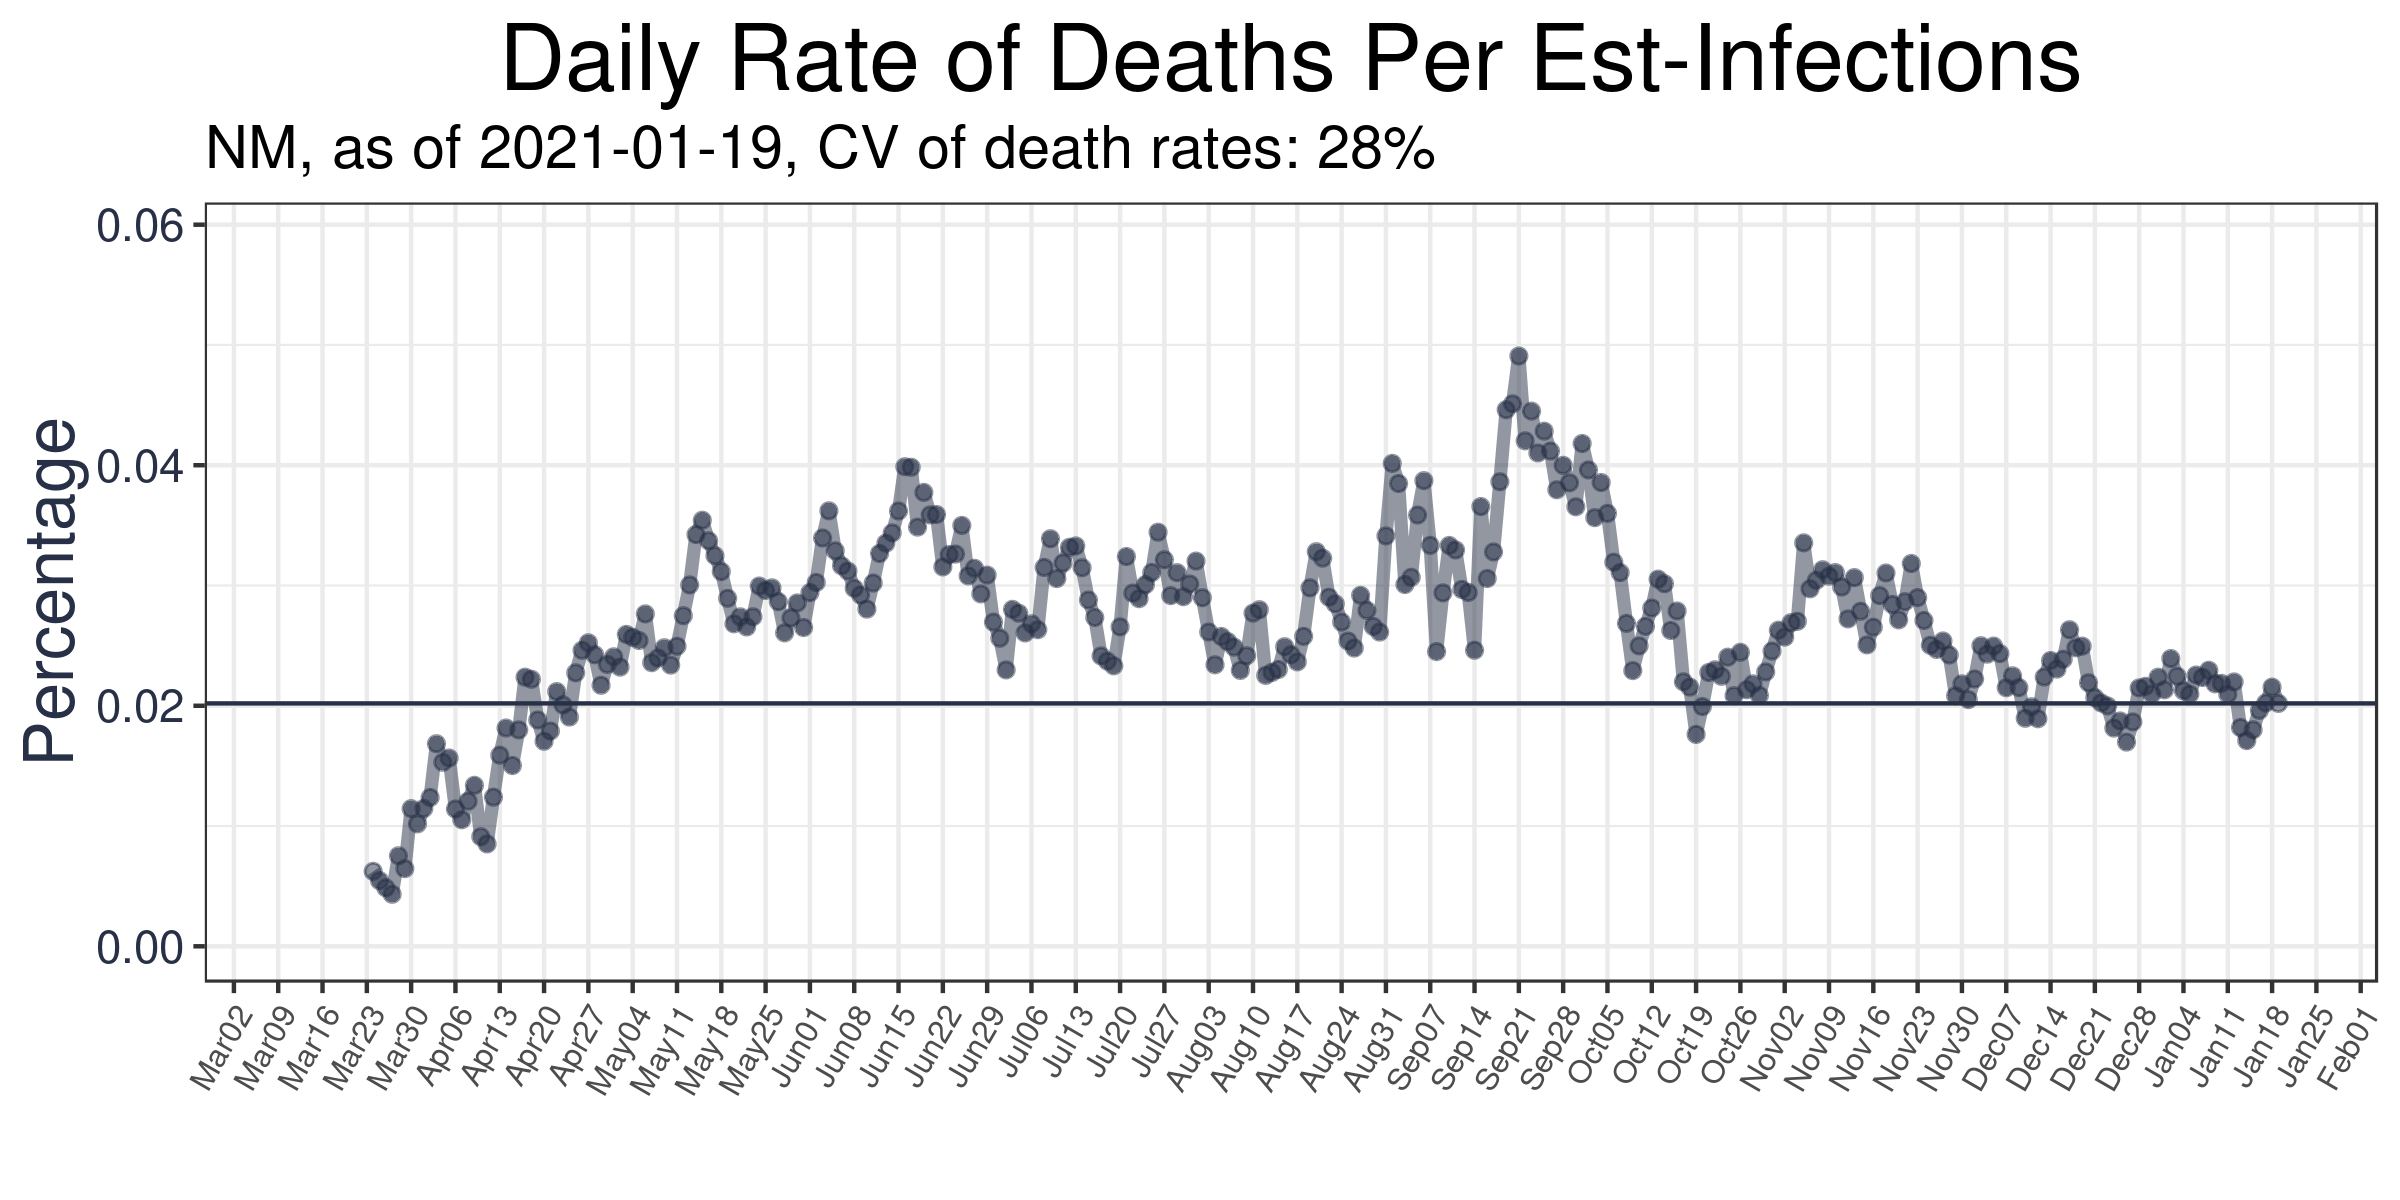 Daily Rate of Deaths Per Est-Infections
NM, as of 2021-01-19, CV of death rates: 28%
Percentage
0.06
0.04
0.02
0.00
Mar02 Mar09 Mar16 Mar23 Mar30 Apr06 Apr13 Apr20 Apr27 May04 May11 May18 May25 Jun01 Jun08 Jun15 Jun22 Jun29 Jul06 Jul13 Jul20 Jul27 Aug03 Aug10 Aug17 Aug24 Aug31 Sep07 Sep14 Sep21 Sep28 Oct05 Oct12 Oct19 Oct26 Nov02 Nov09 Nov16 Nov23 Nov30 Dec07 Dec14 Dec21 Dec28 Jan04 Jan11 Jan18 Jan25 Feb01